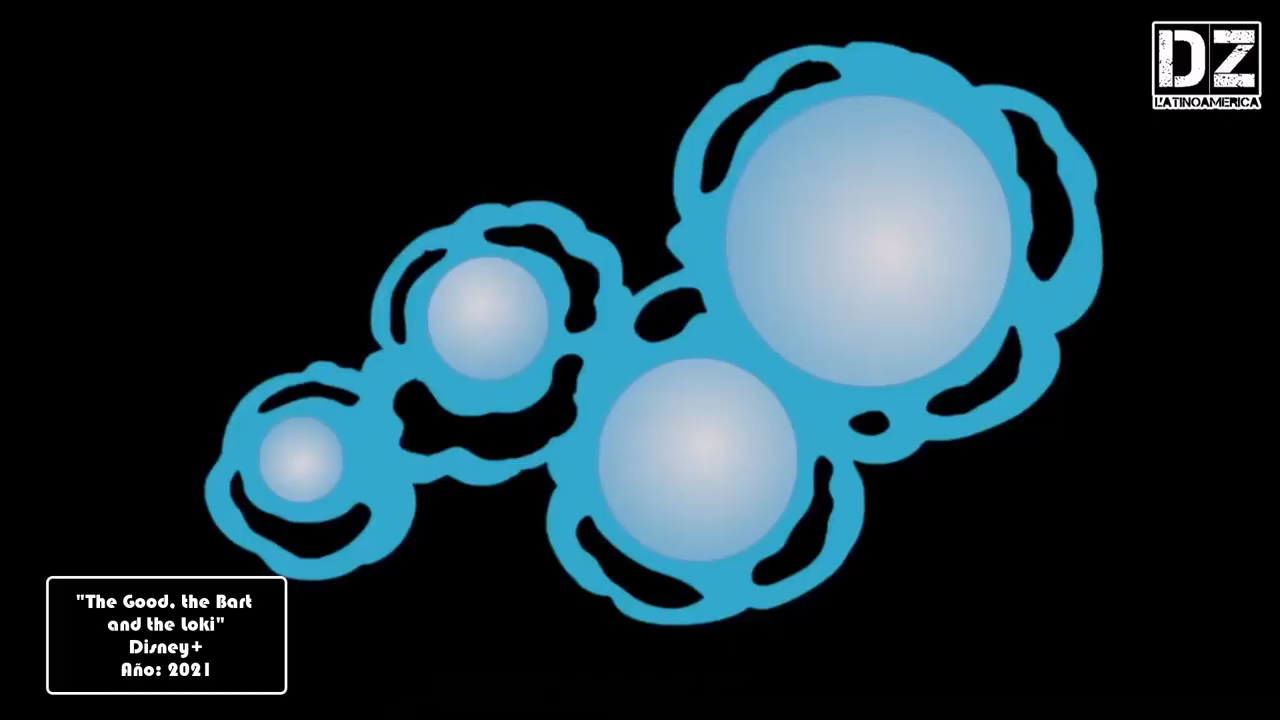 DZ
LATINOAMERICA
"The Good, the Bart
and the Loki"
Disney+
Año: 2021